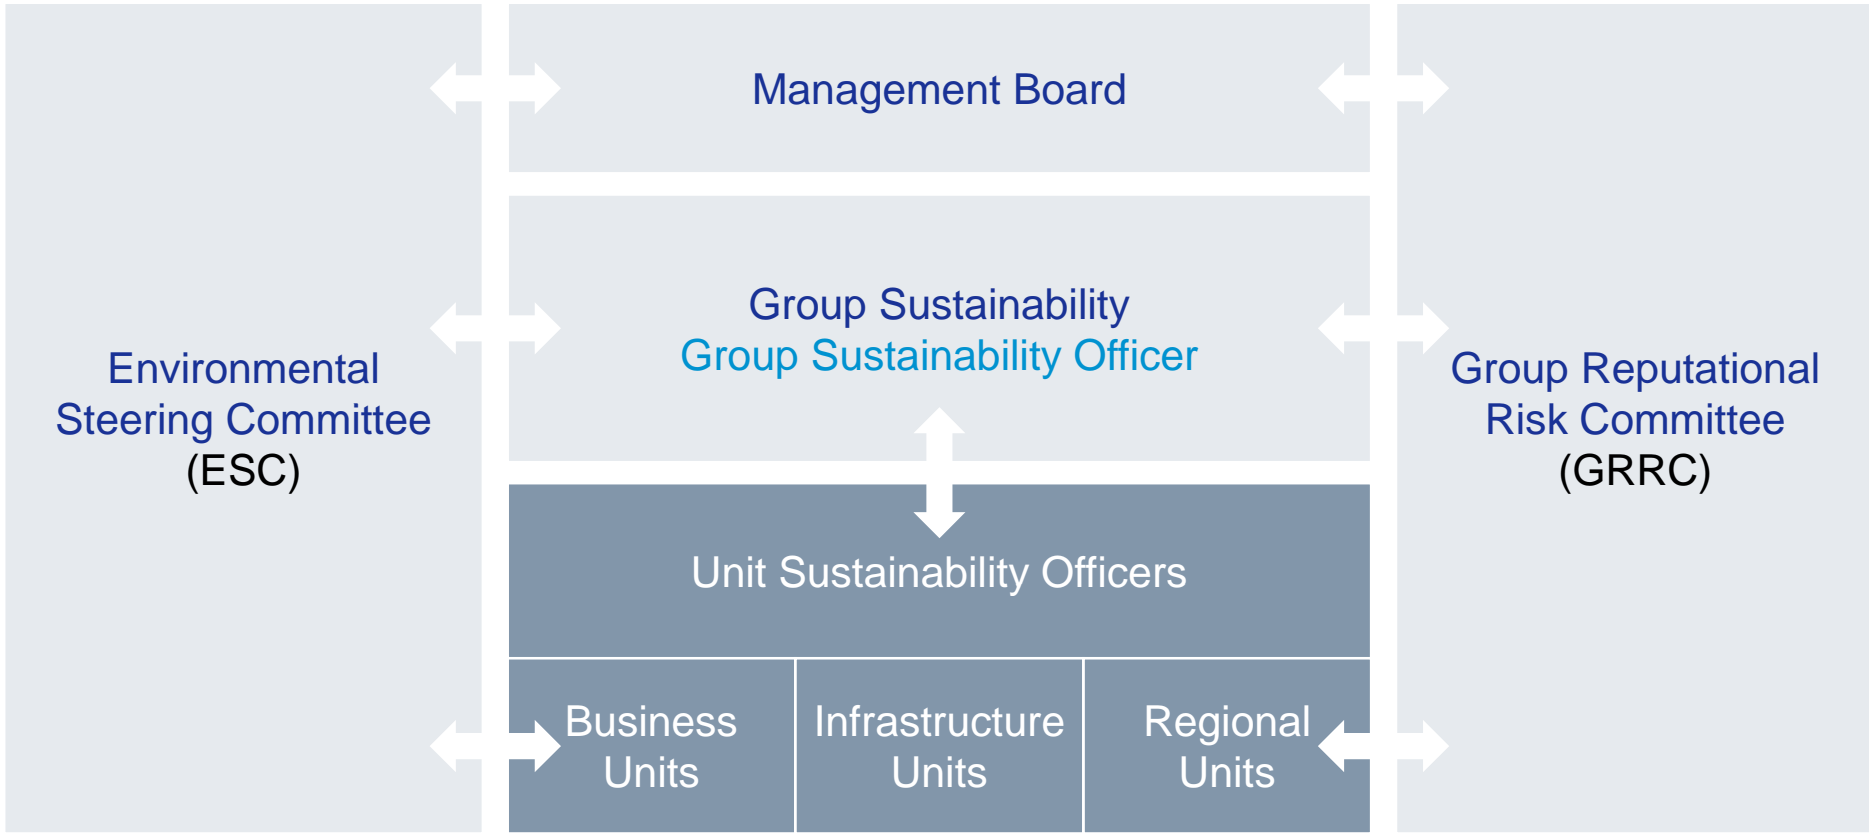 Management Board
Group Sustainability
Group Sustainability Officer
Environmental
Steering Committee
(ESC)
Group Reputational
Risk Committee
(GRRC)
Unit Sustainability Officers
Business
Units
Infrastructure
Units
Regional
Units